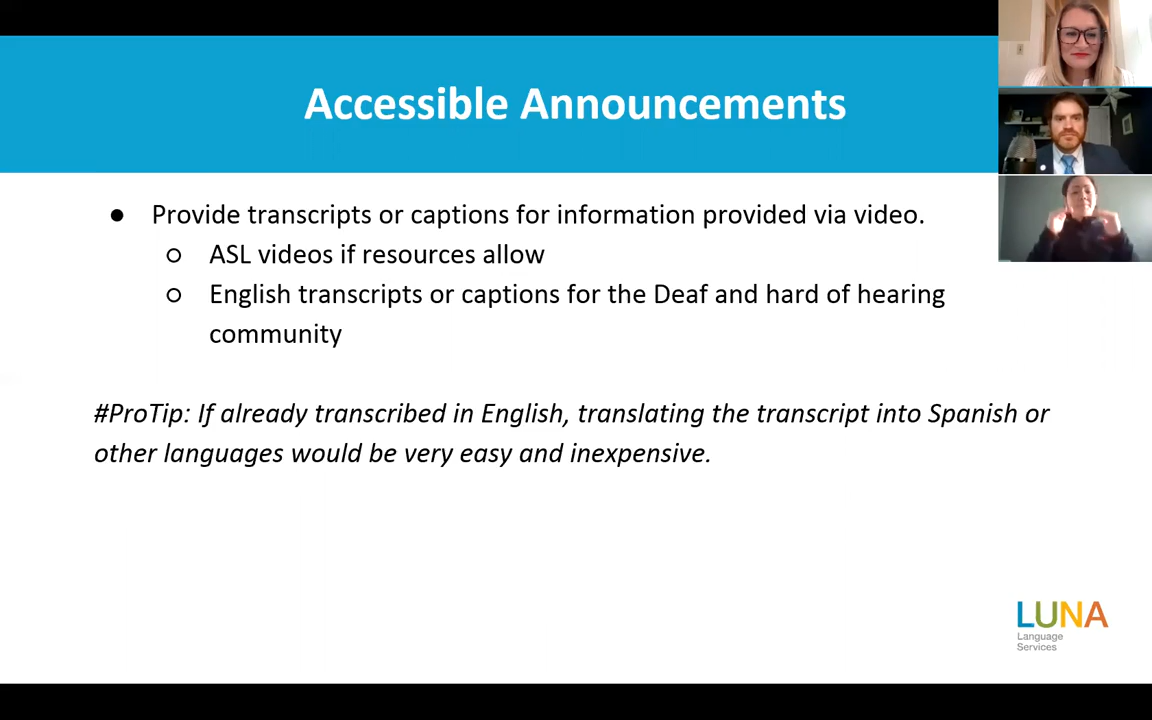 Accessible Announcements
● Provide transcripts or captions for information provided via video.
○ ASL videos if resources allow
○ English transcripts or captions for the Deaf and hard of hearing
community
#ProTip: If already transcribed in English, translating the transcript into Spanish or
other languages would be very easy and inexpensive.
LUNA
Language
Services